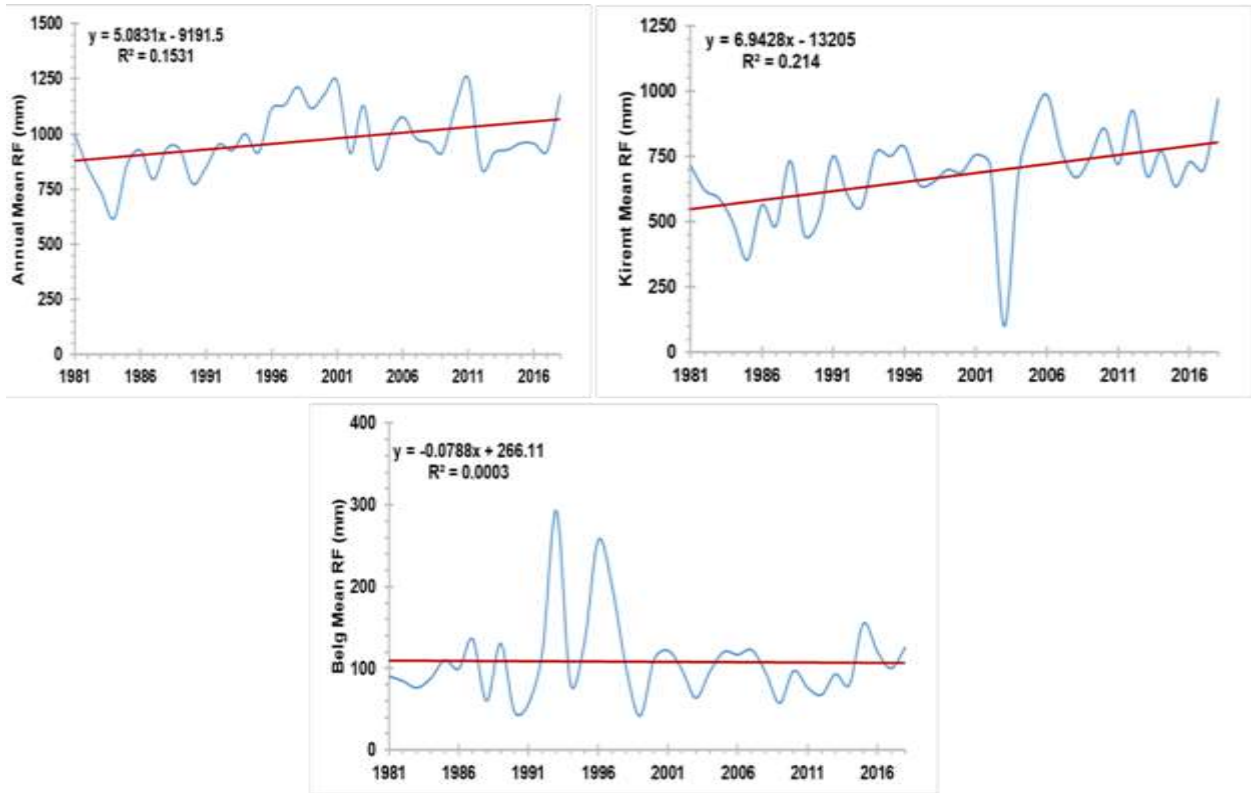 y = 5.0831x - 9191.5
R² = 0.1531
Annual Mean RF (mm)
1500
1250
1000
750
500
250
0
1981 1986 1991 1996 2001 2006 2011 2016
y = 6.9428x - 13205
R² = 0.214
Kiremt Mean RF (mm)
1250
1000
750
500
250
0
1981 1986 1991 1996 2001 2006 2011 2016
y = -0.0788x + 266.11
R² = 0.0003
Belg Mean RF (mm)
400
300
200
100
0
1981 1986 1991 1996 2001 2006 2011 2016